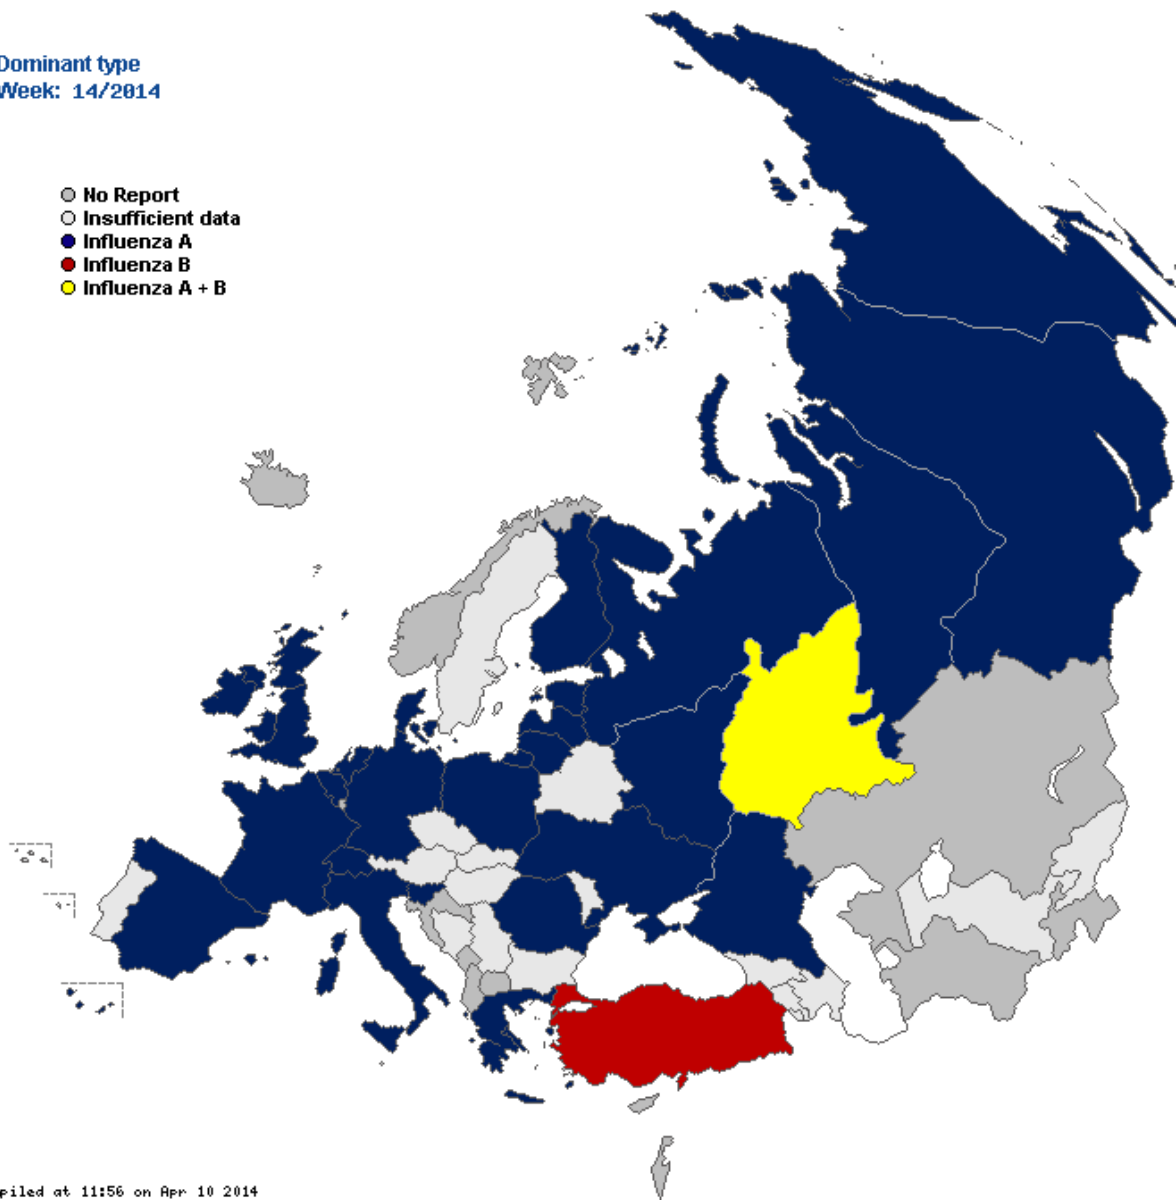 Dominant type
Week: 14/2014
No Report
Insufficient data
Influenza A
Influenza B
Influenza A + B
piled at 11:56 on Apr 10 2014